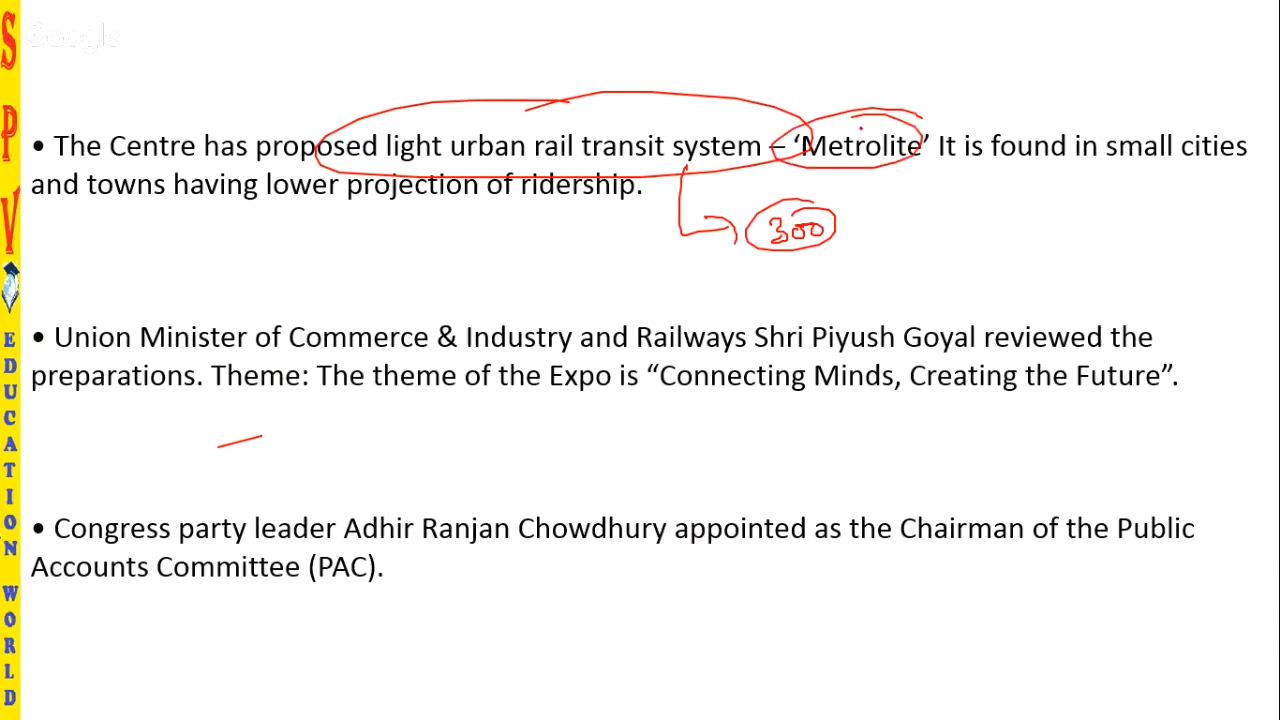 Google
• The Centre has proposed light urban rail transit system – ‘Metrolite’ It is found in small cities
and towns having lower projection of ridership.
300
• Union Minister of Commerce & Industry and Railways Shri Piyush Goyal reviewed the
preparations. Theme: The theme of the Expo is “Connecting Minds, Creating the Future”.
• Congress party leader Adhir Ranjan Chowdhury appointed as the Chairman of the Public
Accounts Committee (PAC).
SPV
EDUCATION
WORLD